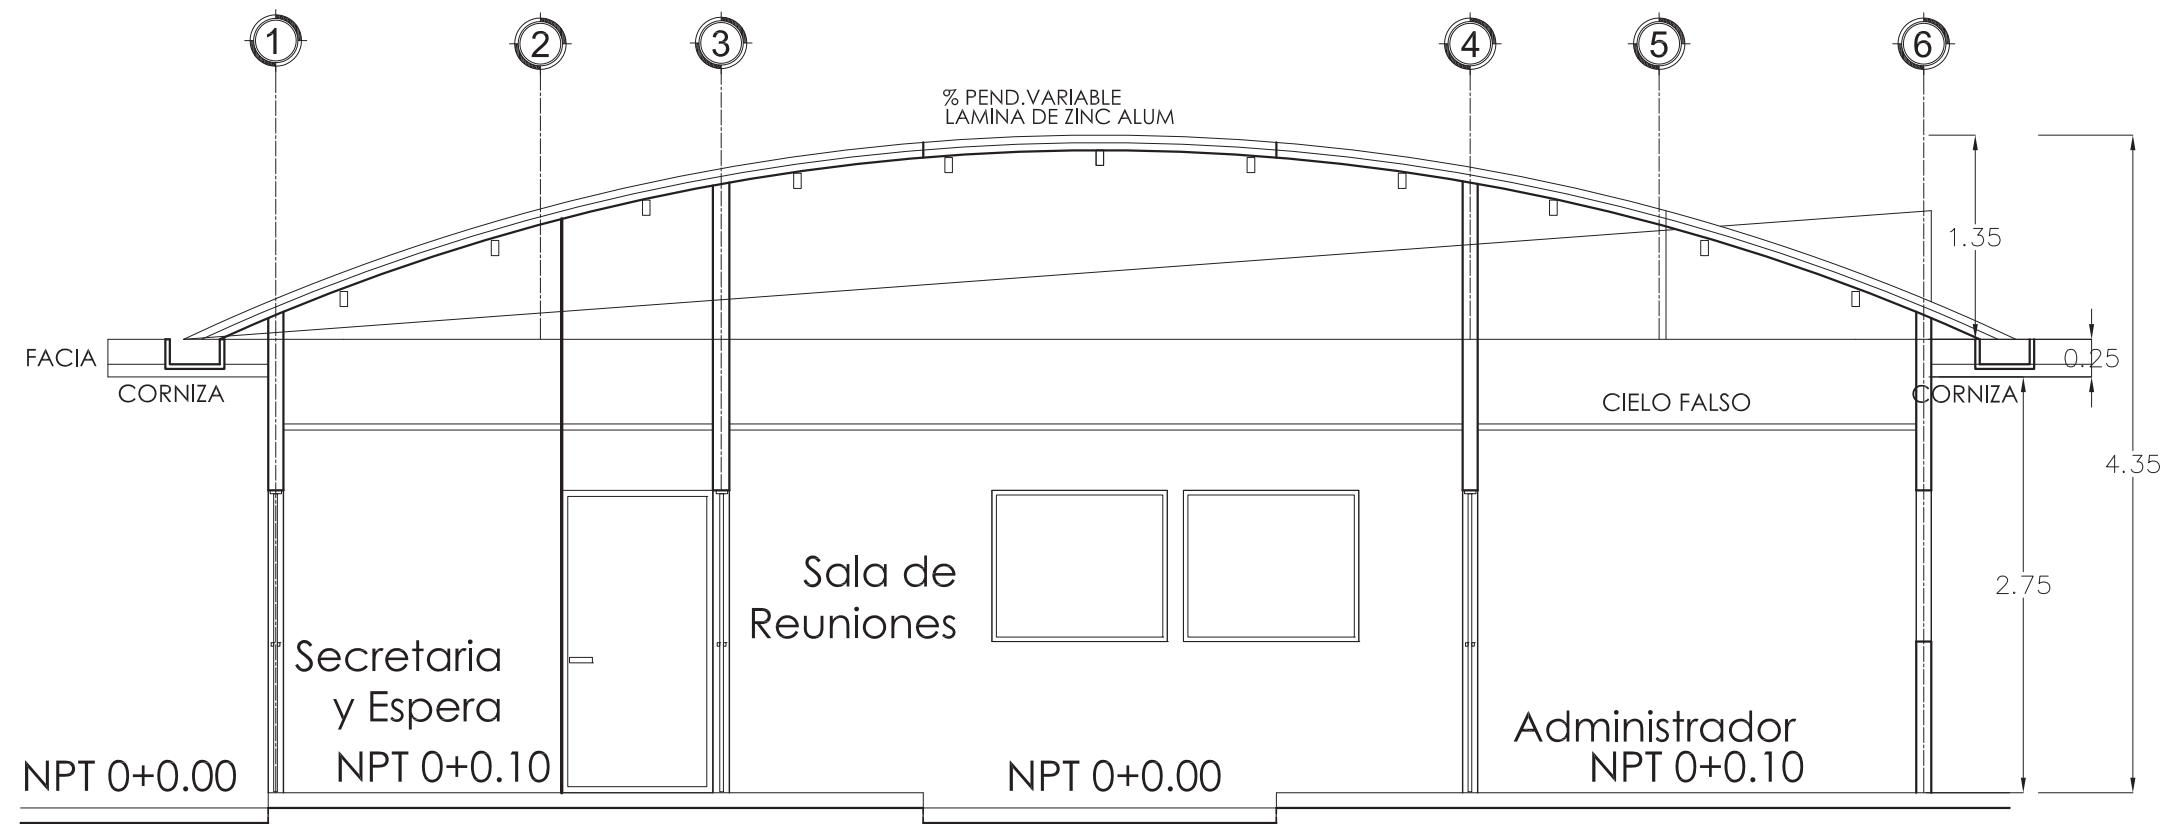 1
2
3
4
5
6
% PEND.VARIABLE
LAMINA DE ZINC ALUM
1.35
FACIA
0.25
CORNIZA
CIELO FALSO
CORNIZA
4.35
Sala de
Reuniones
2.75
Secretaria
y Espera
Administrador
NPT 0+0.00
NPT 0+0.10
NPT 0+0.00
NPT 0+0.10